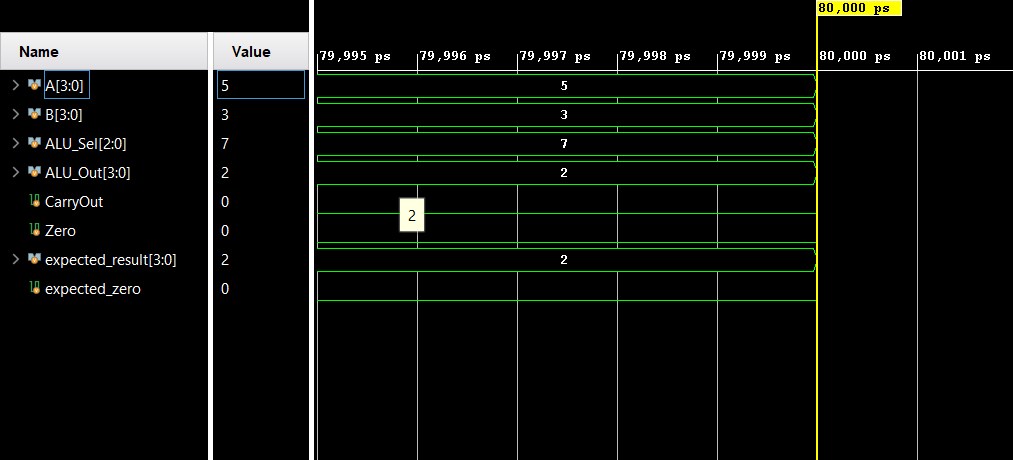 80,000 ps
Name Value
79,995 ps 79,996 ps 79,997 ps 79,998 ps 79,999 ps 80,000 ps 80,001 ps
A[3:0] 5 5
B[3:0] 3 3
ALU_Sel[2:0] 7 7
ALU_Out[3:0] 2 2
CarryOut 0
2
Zero 0
expected_result[3:0] 2 2
expected_zero 0